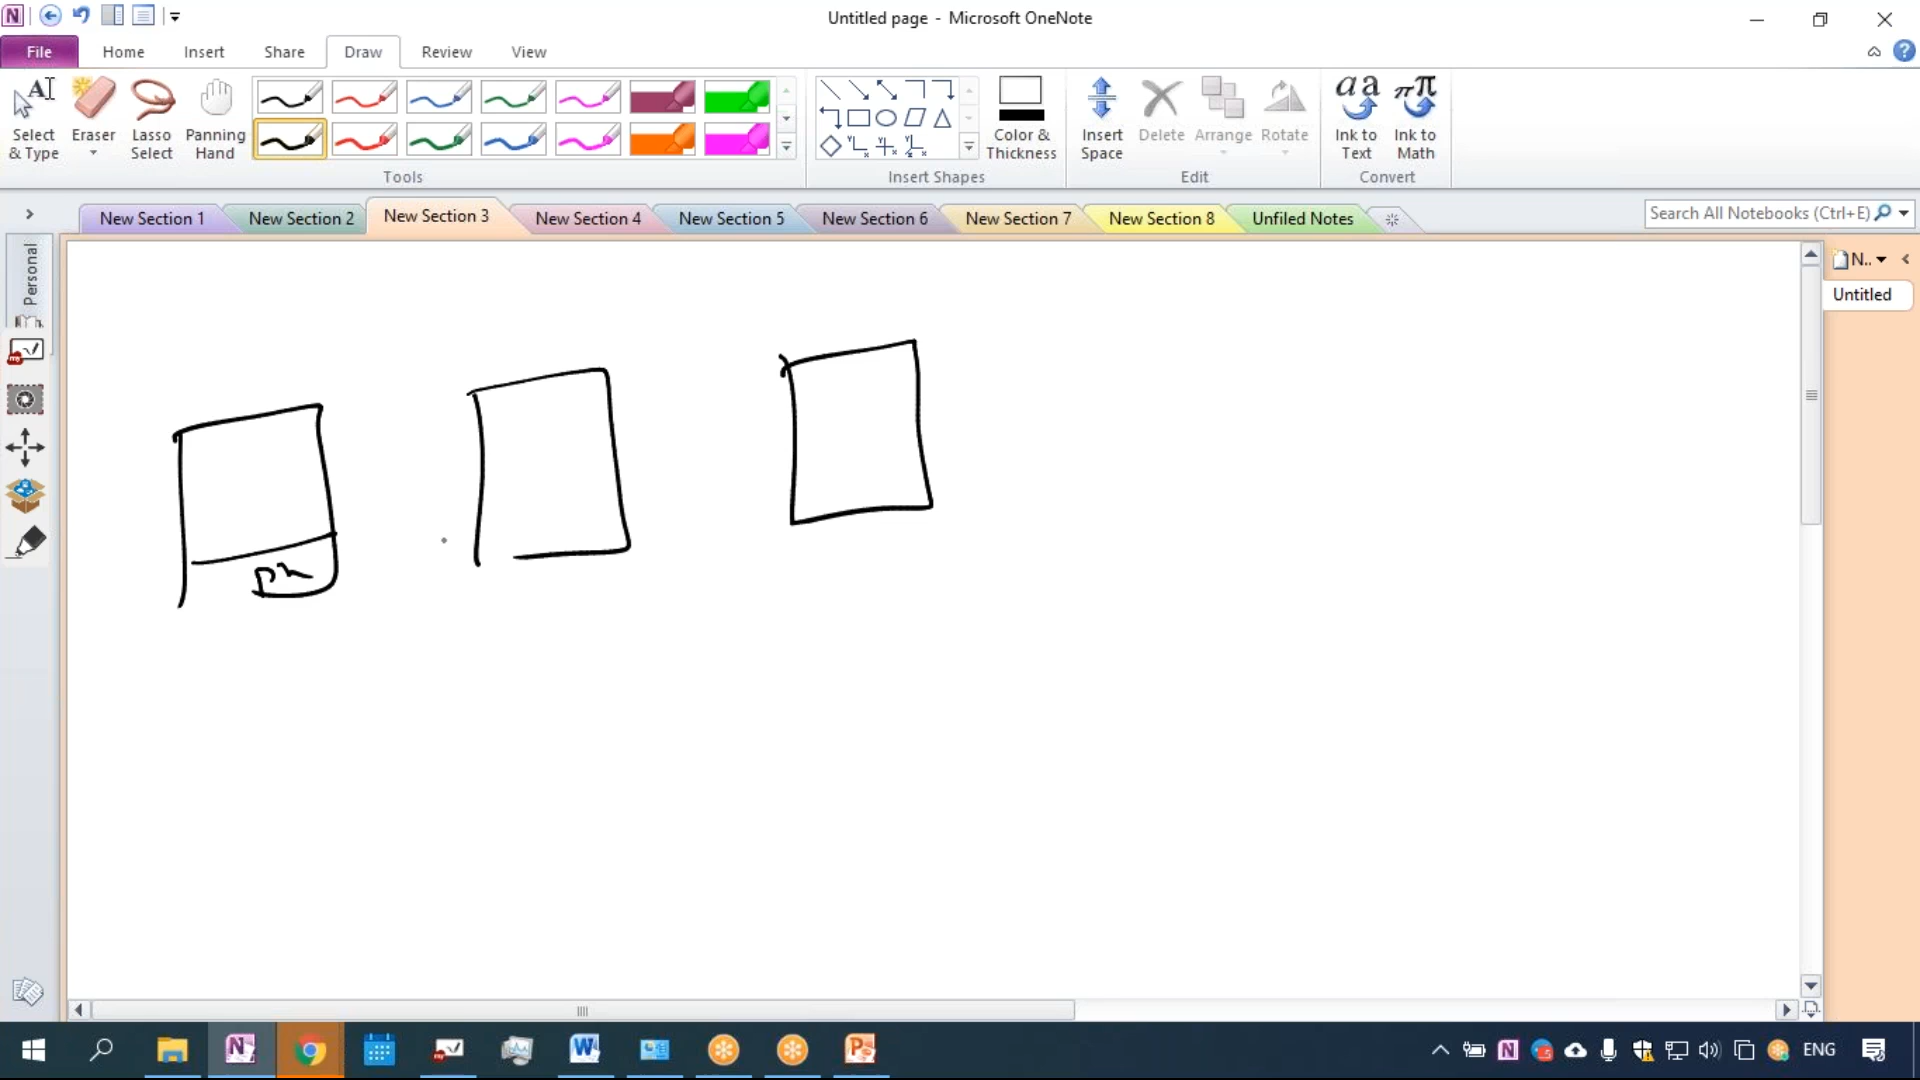 Untitled page - Microsoft OneNote
File Home Insert Share Draw Review View
Select & Type
Eraser
Lasso Select
Panning Hand
Color & Thickness
Insert Space
Delete
Arrange
Rotate
Ink to Text
Ink to Math
Tools
Insert Shapes
Edit
Convert
New Section 1 New Section 2 New Section 3 New Section 4 New Section 5 New Section 6 New Section 7 New Section 8 Unfiled Notes
Search All Notebooks (Ctrl+E)
Personal
N..
Untitled
ENG